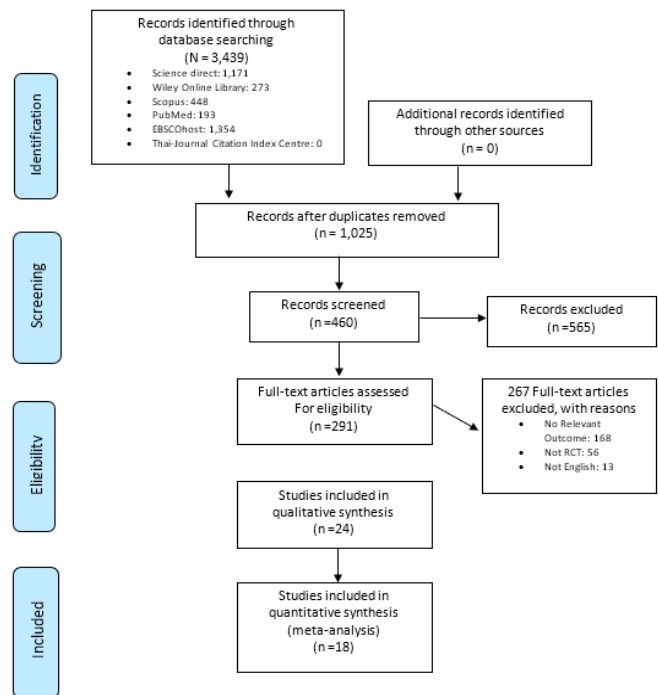 Records identified through
database searching
(N = 3,439)
• Science direct: 1,171
• Wiley Online Library: 273
• Scopus: 448
• PubMed: 193
• EBSCOhost: 1,354
• Thai-Journal Citation Index Centre: 0
Additional records identified
through other sources
(n = 0)
Identification
Records after duplicates removed
(n = 1,025)
Screening
Records screened
(n =460)
Records excluded
(n =565)
Full-text articles assessed
For eligibility
(n =291)
267 Full-text articles
excluded, with reasons
• No Relevant
Outcome: 168
• Not RCT: 56
• Not English: 13
Eligibility
Studies included in
qualitative synthesis
(n =24)
Included
Studies included in
quantitative synthesis
(meta-analysis)
(n =18)